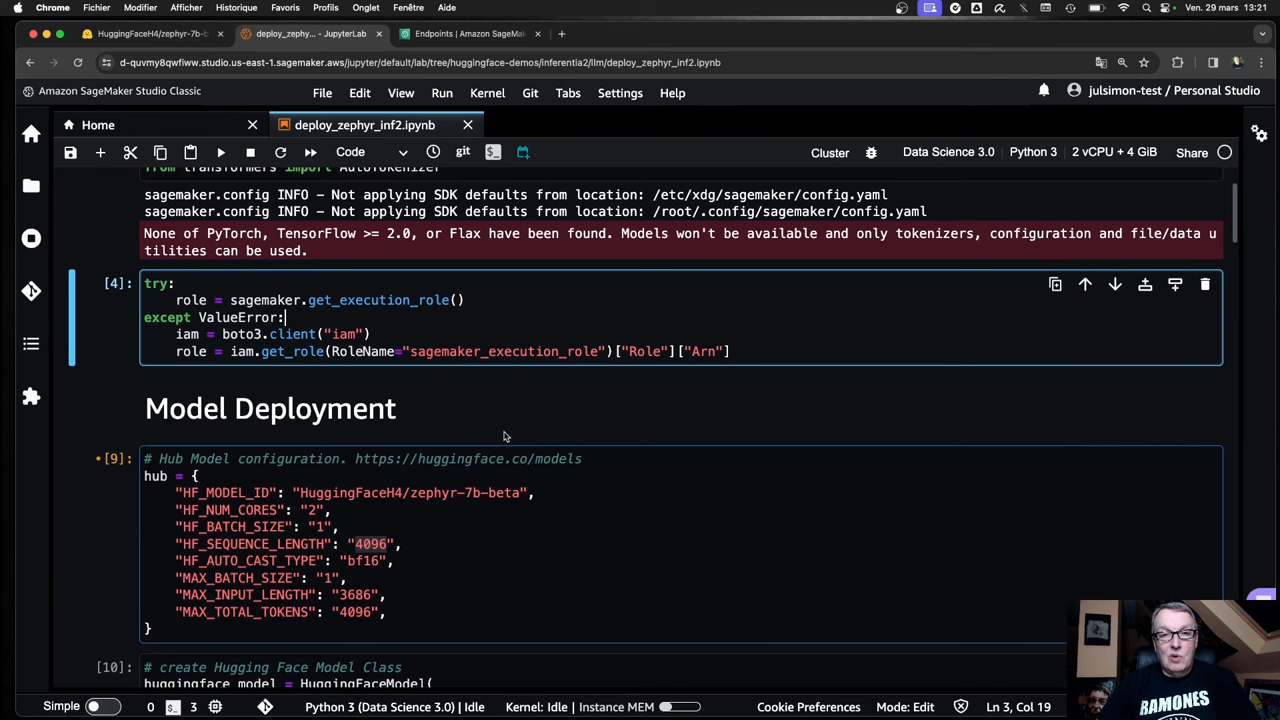 Chrome Fichier Modifier Affichage Historique Favoris Profils Onglet Fenêtre Aide Ven. 29 mars 13:21
HuggingFaceH4/zephyr-7b-b deploy_zephy... - JupyterLab Endpoints | Amazon SageMa
d-quvmy8qwfiww.studio.us-east-1.sagemaker.aws/jupyter/default/lab/tree/huggingface-demos/inferentia2/llm/deploy_zephyr_inf2.ipynb
Amazon SageMaker Studio Classic File Edit View Run Kernel Git Tabs Settings Help julsimon-test / Personal Studio
Home deploy_zephyr_inf2.ipynb
Code git Cluster Data Science 3.0 Python 3 2 vCPU + 4 GiB Share
from transformers import AutoTokenizer
sagemaker.config INFO - Not applying SDK defaults from location: /etc/xdg/sagemaker/config.yaml
sagemaker.config INFO - Not applying SDK defaults from location: /root/.config/sagemaker/config.yaml
None of PyTorch, TensorFlow >= 2.0, or Flax have been found. Models won't be available and only tokenizers, configuration and file/data u
tilities can be used.
[4]: try:
role = sagemaker.get_execution_role()
except ValueError:
iam = boto3.client("iam")
role = iam.get_role(RoleName="sagemaker_execution_role")["Role"]["Arn"]
Model Deployment
[9]: # Hub Model configuration. https://huggingface.co/models
hub = {
"HF_MODEL_ID": "HuggingFaceH4/zephyr-7b-beta",
"HF_NUM_CORES": "2",
"HF_BATCH_SIZE": "1",
"HF_SEQUENCE_LENGTH": "4096",
"HF_AUTO_CAST_TYPE": "bf16",
"MAX_BATCH_SIZE": "1",
"MAX_INPUT_LENGTH": "3686",
"MAX_TOTAL_TOKENS": "4096",
}
[10]: # create Hugging Face Model Class
huggingface_model = HuggingFaceModel(
RAMONES
Simple 0 3 Python 3 (Data Science 3.0) | Idle Kernel: Idle | Instance MEM Cookie Preferences Mode: Edit Ln 3, Col 19